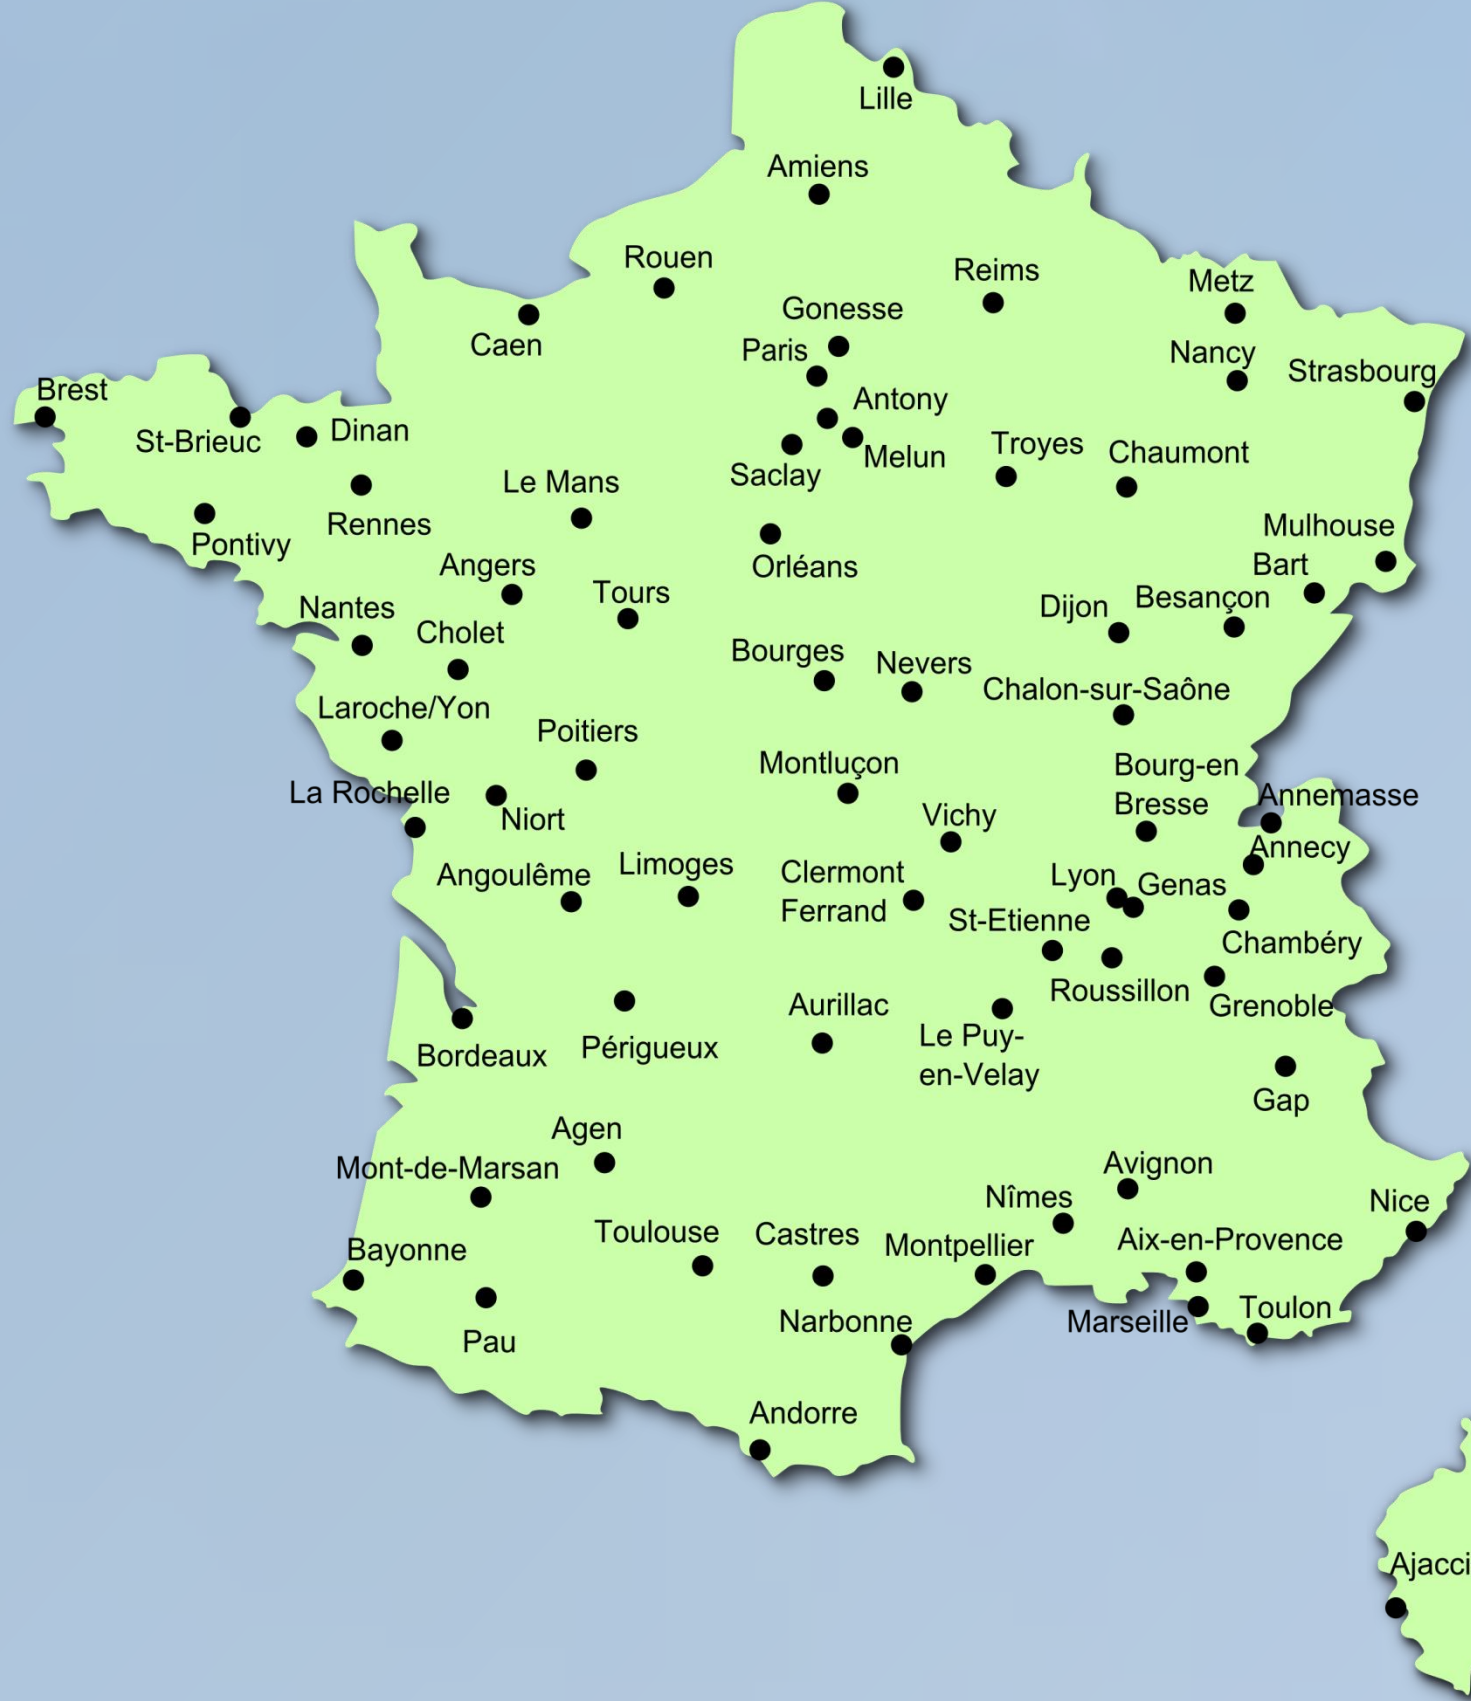 Lille
Amiens
Rouen
Reims
Metz
Gonesse
Caen
Paris
Nancy
Strasbourg
Brest
Antony
St-Brieuc
Dinan
Melun
Troyes
Chaumont
Saclay
Le Mans
Rennes
Mulhouse
Pontivy
Angers
Orléans
Bart
Tours
Besançon
Nantes
Dijon
Cholet
Bourges
Nevers
Chalon-sur-Saône
Laroche/Yon
Poitiers
Montluçon
Bourg-en
Bresse
La Rochelle
Annemasse
Niort
Vichy
Annecy
Angoulême
Limoges
Clermont
Ferrand
Lyon
Genas
St-Etienne
Chambéry
Roussillon
Grenoble
Aurillac
Le Puy-
en-Velay
Bordeaux
Périgueux
Gap
Agen
Mont-de-Marsan
Avignon
Nîmes
Nice
Toulouse
Castres
Montpellier
Aix-en-Provence
Bayonne
Toulon
Narbonne
Marseille
Pau
Andorre
Ajacci